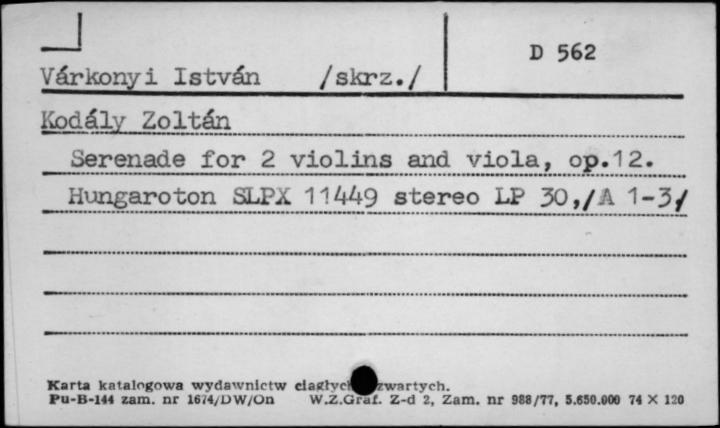 D 562
Várkonyi István /skrz./
Kodály Zoltán
Serenade for 2 violins and viola, op.12.
Hungaroton SLPX 11449 stereo LP 30,/A 1-3/
Karta katalogowa wydawnictw ciągłych zwartych.
Pu-B-144 zam. nr 1674/DW/On W.Z.Graf. Z-d 2, Zam. nr 988/77, 5.650.000 74 X 120